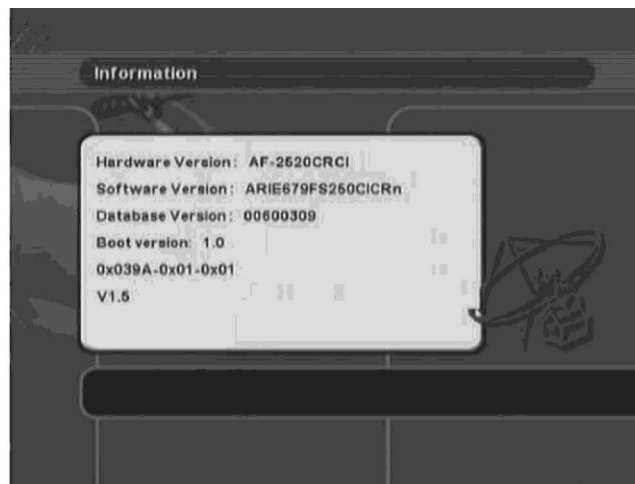 Information
Hardware Version: AF-2520CRCI
Software Version: ARIE679FS250CICRn
Database Version: 00600309
Boot version: 1.0
0x039A-0x01-0x01
V1.5